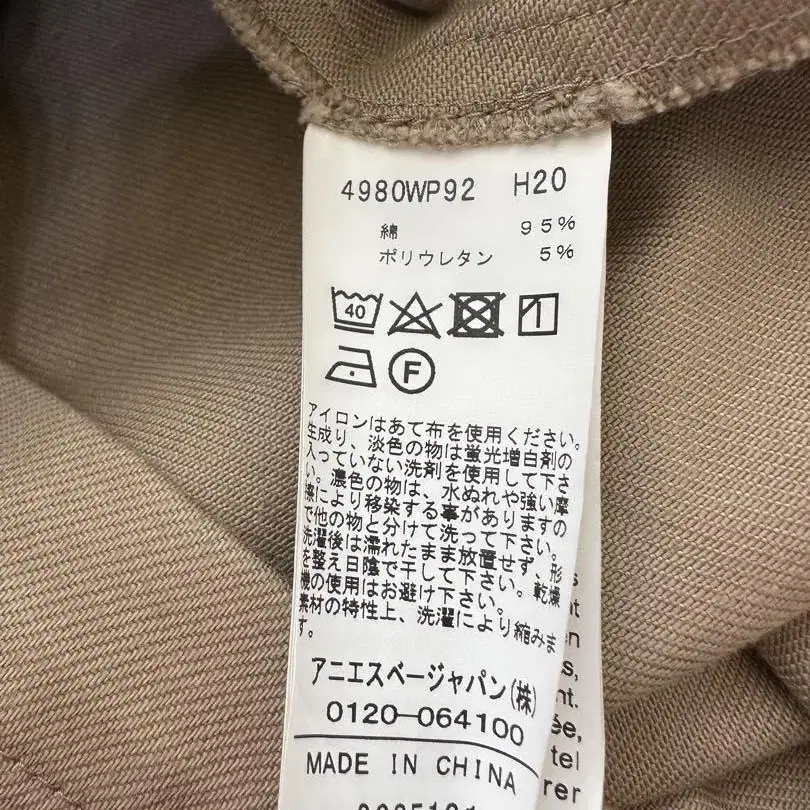 4980WP92 H20
綿 95%
ポリウレタン 5%
40
F
アイロンはあて布を使用ください。
生成り、淡色の物は蛍光増白剤の
入っていない洗剤を使用して下さ
い。濃色の物は、水ぬれや強い摩
擦により移染する事がありますの
で他の物と分けて洗って下さい。
洗濯後は濡れたまま放置せず、形
を整え日陰で干して下さい。乾燥
機の使用はお避け下さい。
素材の特性上、洗濯により縮みま
す。
アニエスベージャパン(株)
0120-064100
MADE IN CHINA
s,
nt.
ée,
tel
rer